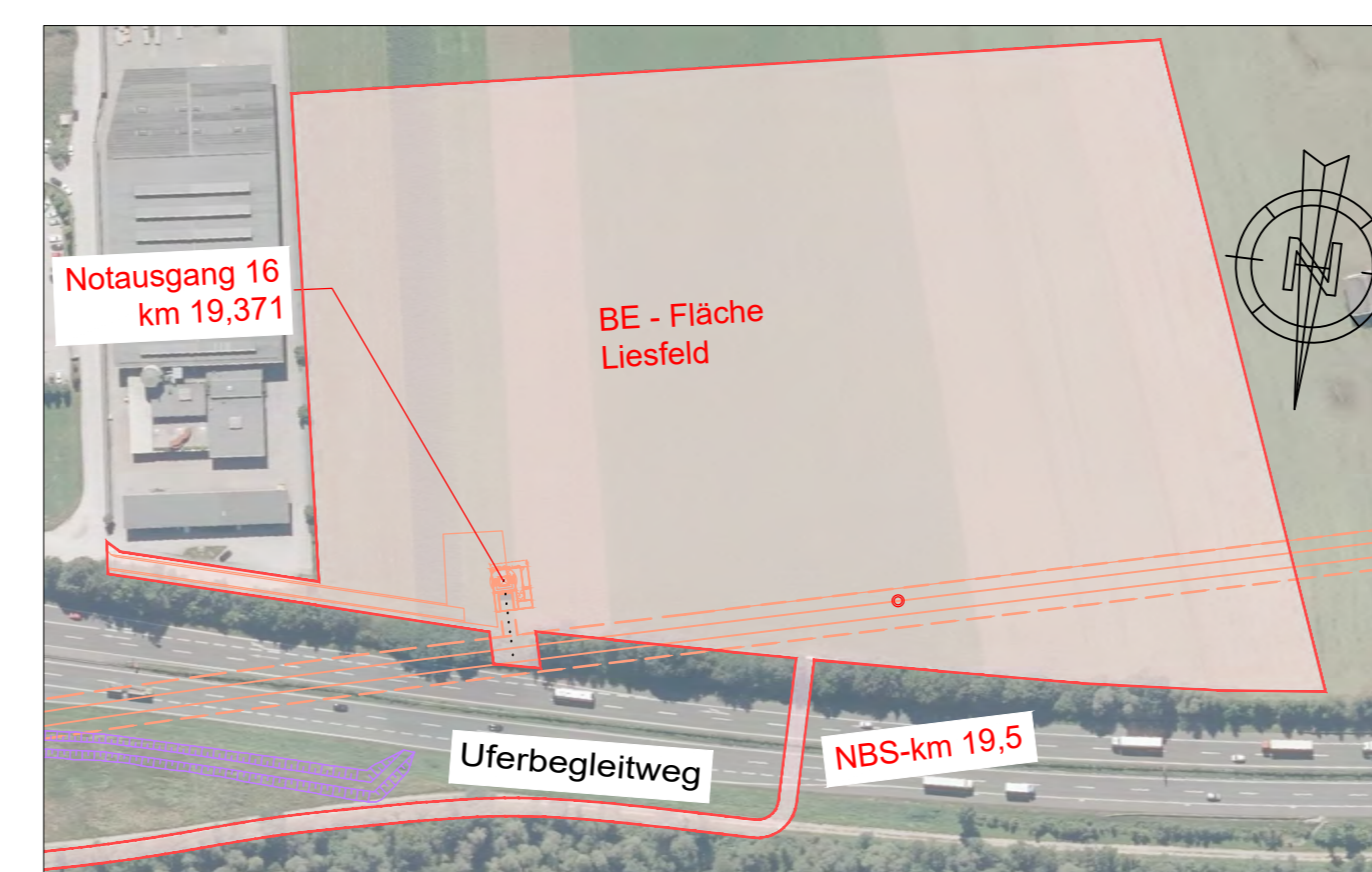 Notausgang 16
km 19,371
BE - Fläche
Liesfeld
N
Uferbegleitweg
NBS-km 19,5